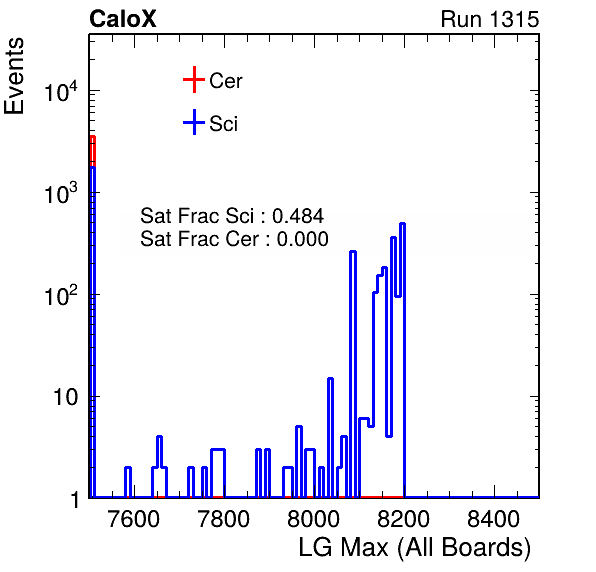 CaloX Run 1315
Events
10⁴
10³
10²
10
1
Cer
Sci
Sat Frac Sci : 0.484
Sat Frac Cer : 0.000
7600 7800 8000 8200 8400
LG Max (All Boards)